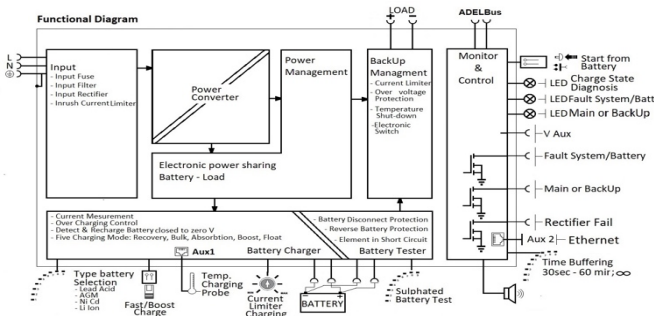 Functional Diagram
LOAD
+ -
ADELBus
L
N
Input
- Input Fuse
- Input Filter
- Input Rectifier
- Inrush CurrentLimiter
Power
Converter
Power
Management
BackUp
Managment
- Current Limiter
- Over voltage
Protection
- Temperature
Shut-down
-Electronic
Switch
Monitor
&
Control
Electronic power sharing
Battery - Load
- Current Mesurement
- Over Charging Control
- Detect & Recharge Battery closed to zero V
- Five Charging Mode: Recovery, Bulk, Absorbtion, Boost, Float
Aux1
Battery Charger
- Battery Disconnect Protection
- Reverse Battery Protection
- Element in Short Circuit
Battery Tester
Start from
Battery
LED Charge State
Diagnosis
LED Fault System/Batt
LED Main or BackUp
V Aux
Fault System/Battery
Main or BackUp
Rectifier Fail
Aux 2 Ethernet
Time Buffering
30sec - 60 mir; ∞
Type battery
Selection
- Lead Acid
- AGM
- Ni Cd
- Li Ion
Fast/Boost
Charge
Temp.
Charging
Probe
Current
Limiter
Charging
BATTERY
Sulphated
Battery Test